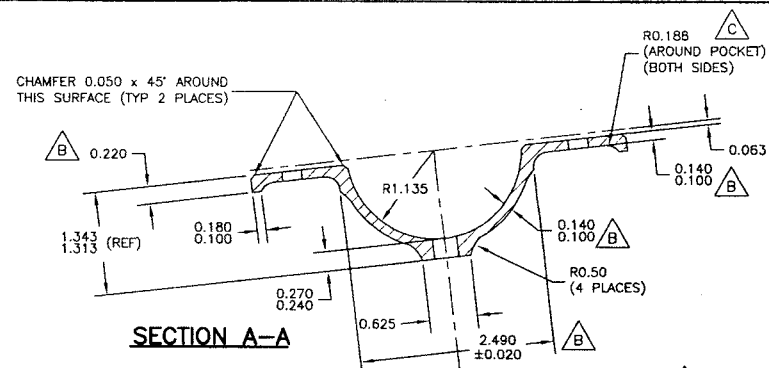 C
R0.188
(AROUND POCKET)
(BOTH SIDES)
CHAMFER 0.050 x 45° AROUND
THIS SURFACE (TYP 2 PLACES)
B 0.220
0.063
0.140
0.100 B
R1.135
0.180
0.100
0.140
0.100 B
1.343
1.313 (REF)
R0.50
(4 PLACES)
0.270
0.240
0.625
2.490
±0.020 B
SECTION A-A